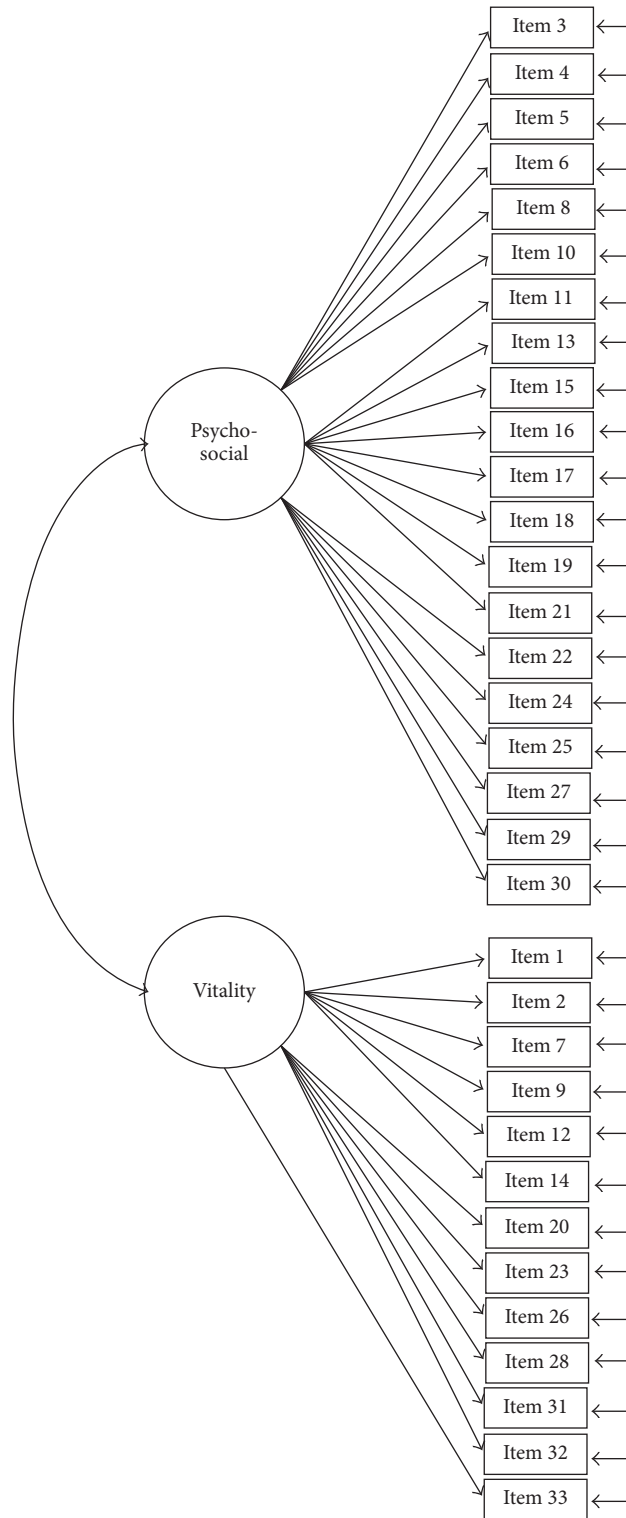 Item 3
Item 4
Item 5
Item 6
Item 8
Item 10
Item 11
Item 13
Item 15
Psycho-
social
Item 16
Item 17
Item 18
Item 19
Item 21
Item 22
Item 24
Item 25
Item 27
Item 29
Item 30
Item 1
Vitality
Item 2
Item 7
Item 9
Item 12
Item 14
Item 20
Item 23
Item 26
Item 28
Item 31
Item 32
Item 33